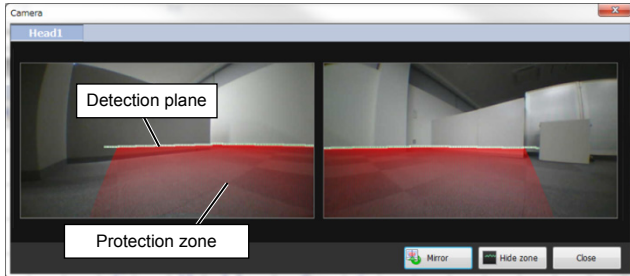 Camera
Head1
Detection plane
Protection zone
Mirror
Hide zone
Close